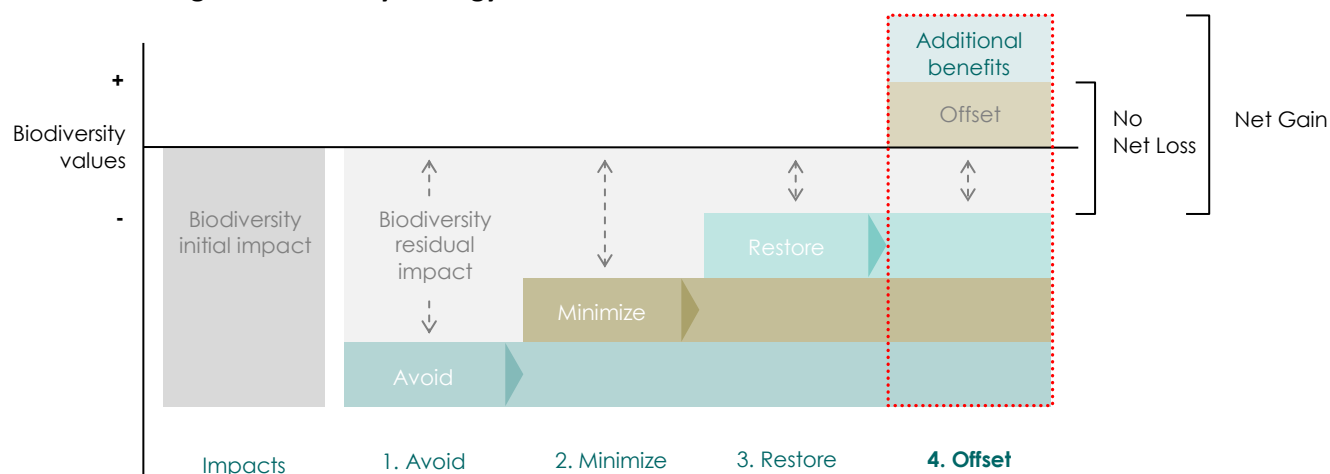 Additional
benefits
+
Offset
No
Net Loss
Net Gain
Biodiversity
values
-
Biodiversity
initial impact
Biodiversity
residual
impact
Restore
Minimize
Avoid
Impacts
1. Avoid
2. Minimize
3. Restore
4. Offset